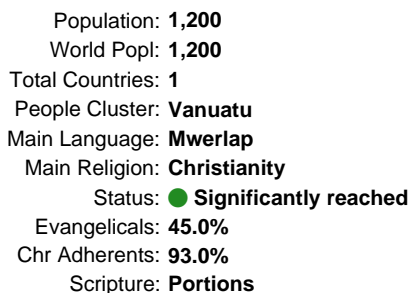 Population: 1,200
World Popl: 1,200
Total Countries: 1
People Cluster: Vanuatu
Main Language: Mwerlap
Main Religion: Christianity
Status: Significantly reached
Evangelicals: 45.0%
Chr Adherents: 93.0%
Scripture: Portions